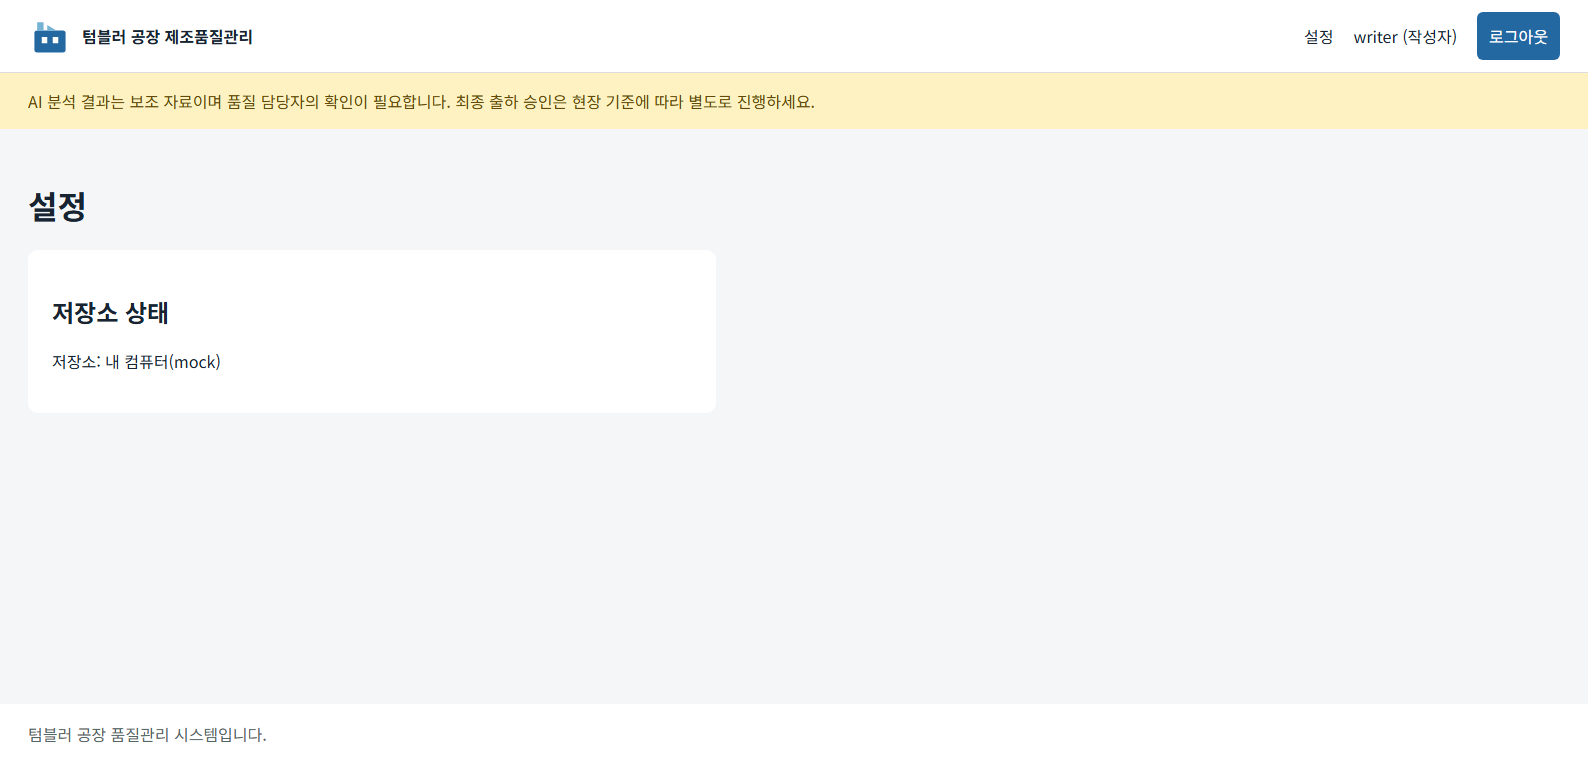 텀블러 공장 제조품질관리
설정
writer (작성자)
로그아웃
AI 분석 결과는 보조 자료이며 품질 담당자의 확인이 필요합니다. 최종 출하 승인은 현장 기준에 따라 별도로 진행하세요.
설정
저장소 상태
저장소: 내 컴퓨터(mock)
텀블러 공장 품질관리 시스템입니다.